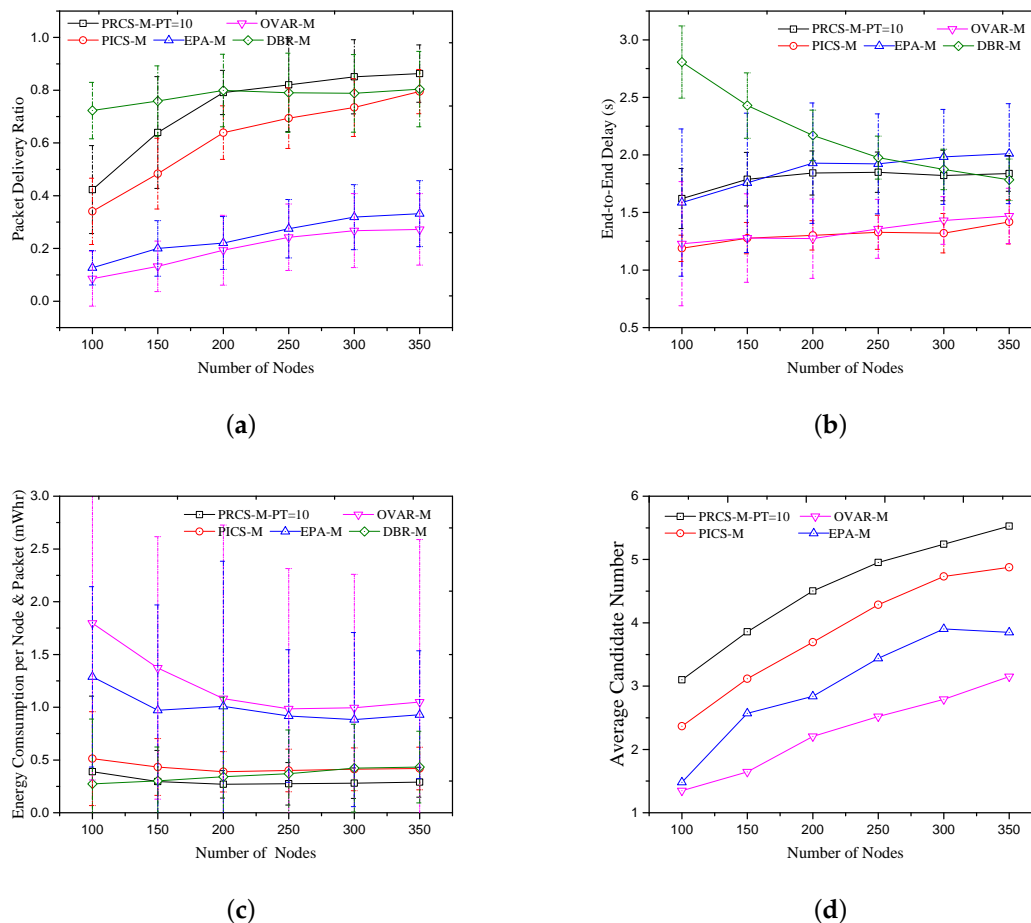 PRCS-M-PT=10 OVAR-M
PICS-M EPA-M DBR-M
1.0
0.8
0.6
0.4
0.2
0.0
Packet Delivery Ratio
100 150 200 250 300 350
Number of Nodes
(a)
PRCS-M-PT=10 OVAR-M
PICS-M EPA-M DBR-M
3.0
2.5
2.0
1.5
1.0
0.5
End-to-End Delay (s)
100 150 200 250 300 350
Number of Nodes
(b)
PRCS-M-PT=10 OVAR-M
PICS-M EPA-M DBR-M
3.0
2.5
2.0
1.5
1.0
0.5
0.0
Energy Comsumption per Node & Packet (mWhr)
100 150 200 250 300 350
Number of Nodes
(c)
PRCS-M-PT=10 OVAR-M
PICS-M EPA-M
6
5
4
3
2
1
Average Candidate Number
100 150 200 250 300 350
Number of Nodes
(d)